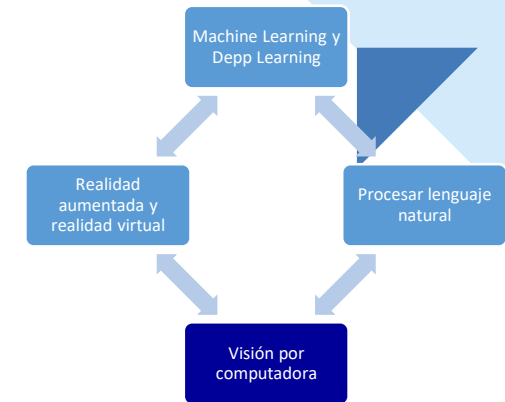 Machine Learning y
Depp Learning
Realidad
aumentada y
realidad virtual
Procesar lenguaje
natural
Visión por
computadora